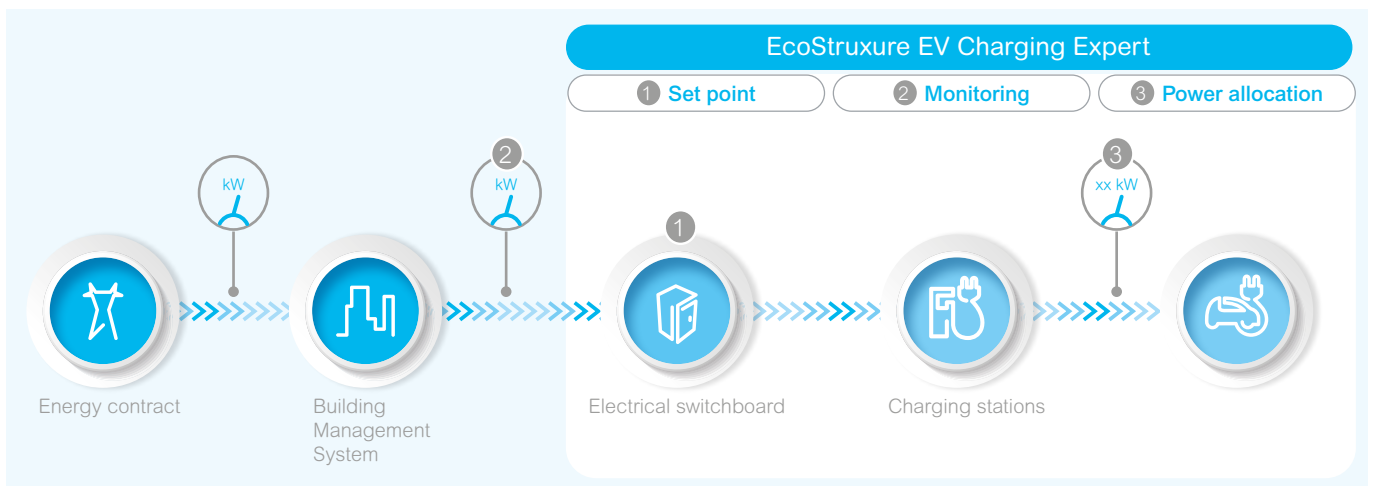 EcoStruxure EV Charging Expert
1 Set point
2 Monitoring
3 Power allocation
kW
2
kW
1
3
xx kW
Energy contract
Building
Management
System
Electrical switchboard
Charging stations